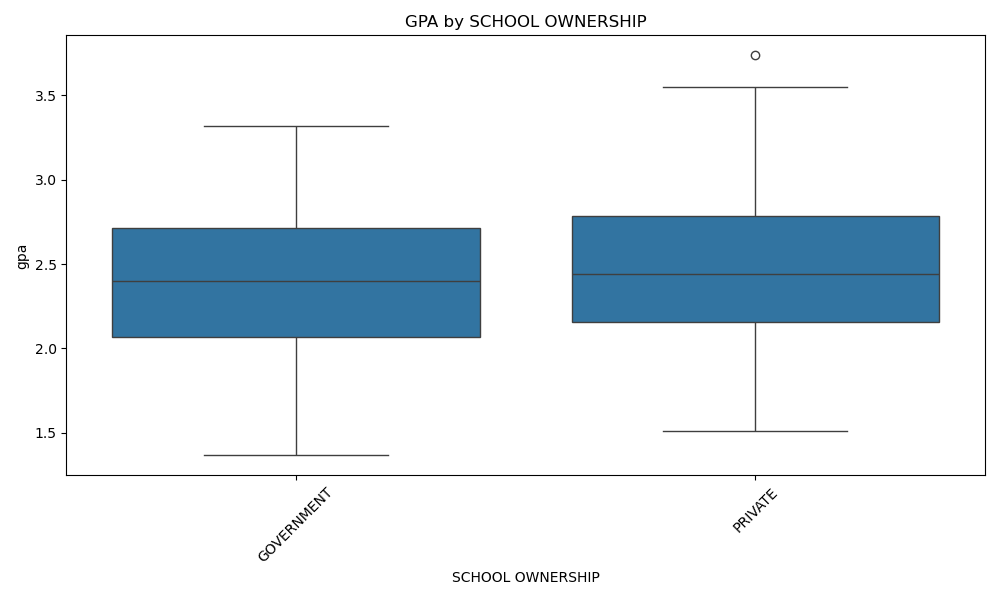 GPA by SCHOOL OWNERSHIP
3.5
3.0
2.5
2.0
1.5
gpa
GOVERNMENT
PRIVATE
SCHOOL OWNERSHIP